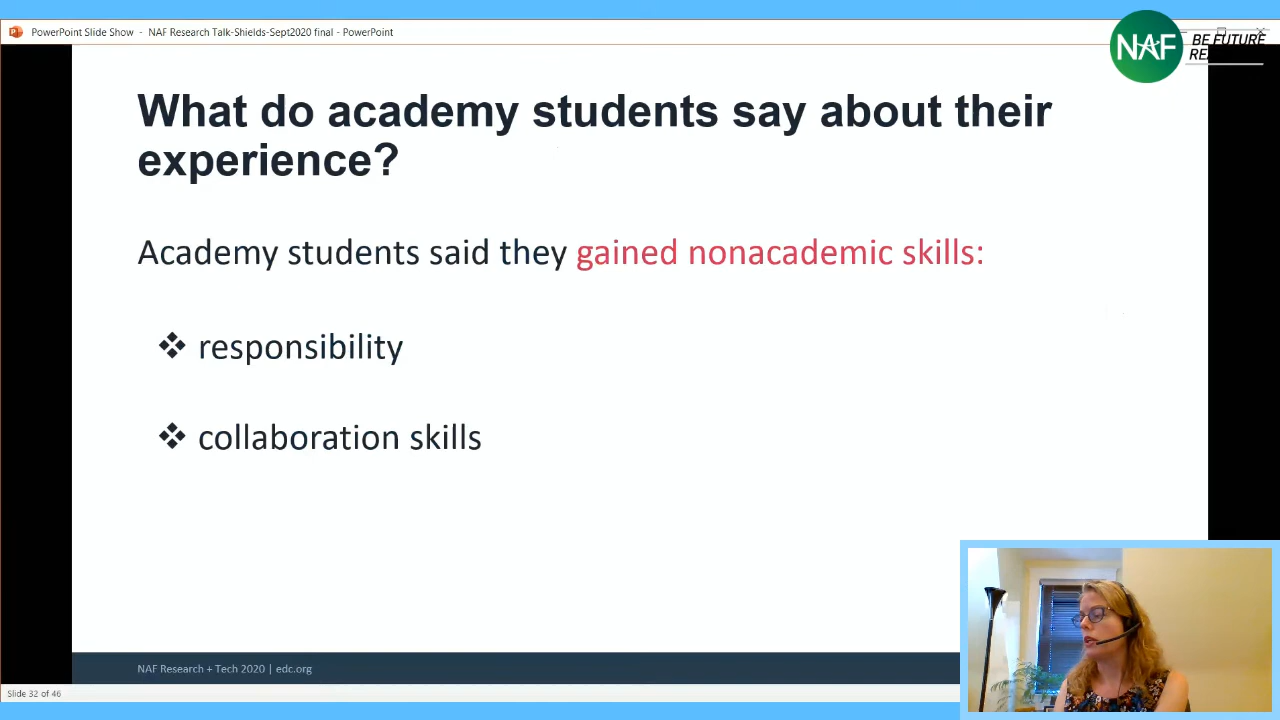 PowerPoint Slide Show - NAF Research Talk-Shields-Sept2020 final - PowerPoint
NAF
BE FUTURE
What do academy students say about their
experience?
Academy students said they gained nonacademic skills:
❖ responsibility
❖ collaboration skills
NAF Research + Tech 2020 | edc.org
Slide 32 of 46